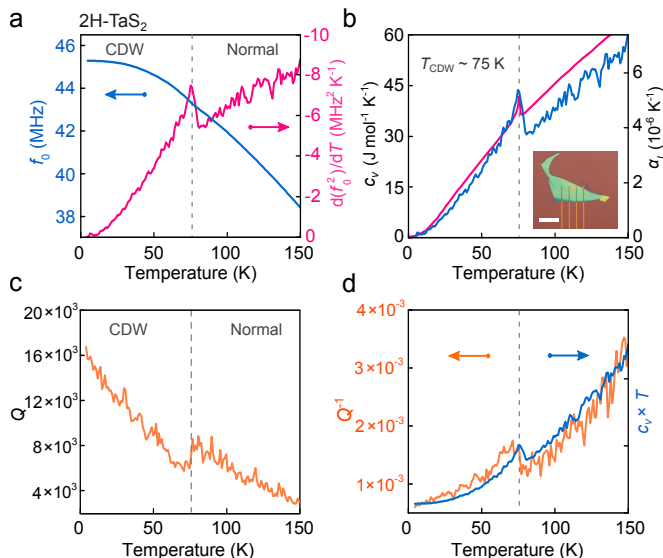 a
2H-TaS₂
CDW
Normal
46
44
42
40
38
f₀ (MHz)
-10
-8
-6
-4
-2
0
d(f₀²)/dT (MHz² K⁻¹)
0
50
100
150
Temperature (K)
b
T_CDW ~ 75 K
60
45
30
15
0
c_v (J mol⁻¹ K⁻¹)
6
4
2
0
α_l (10⁻⁶ K⁻¹)
0
50
100
150
Temperature (K)
c
CDW
Normal
20×10³
16×10³
12×10³
8×10³
4×10³
Q
0
50
100
150
Temperature (K)
d
4×10⁻³
3×10⁻³
2×10⁻³
1×10⁻³
Q⁻¹
c_v × T
0
50
100
150
Temperature (K)